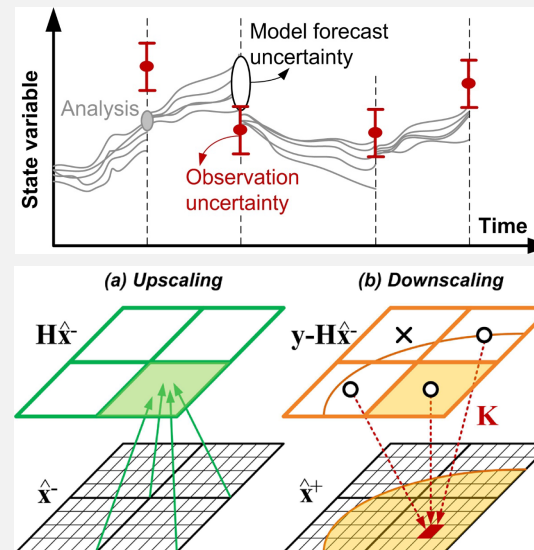 State variable
Model forecast
uncertainty
Analysis
Observation
uncertainty
Time
(a) Upscaling
(b) Downscaling
Hx̂⁻
y-Hx̂⁻
K
x̂⁻
x̂⁺